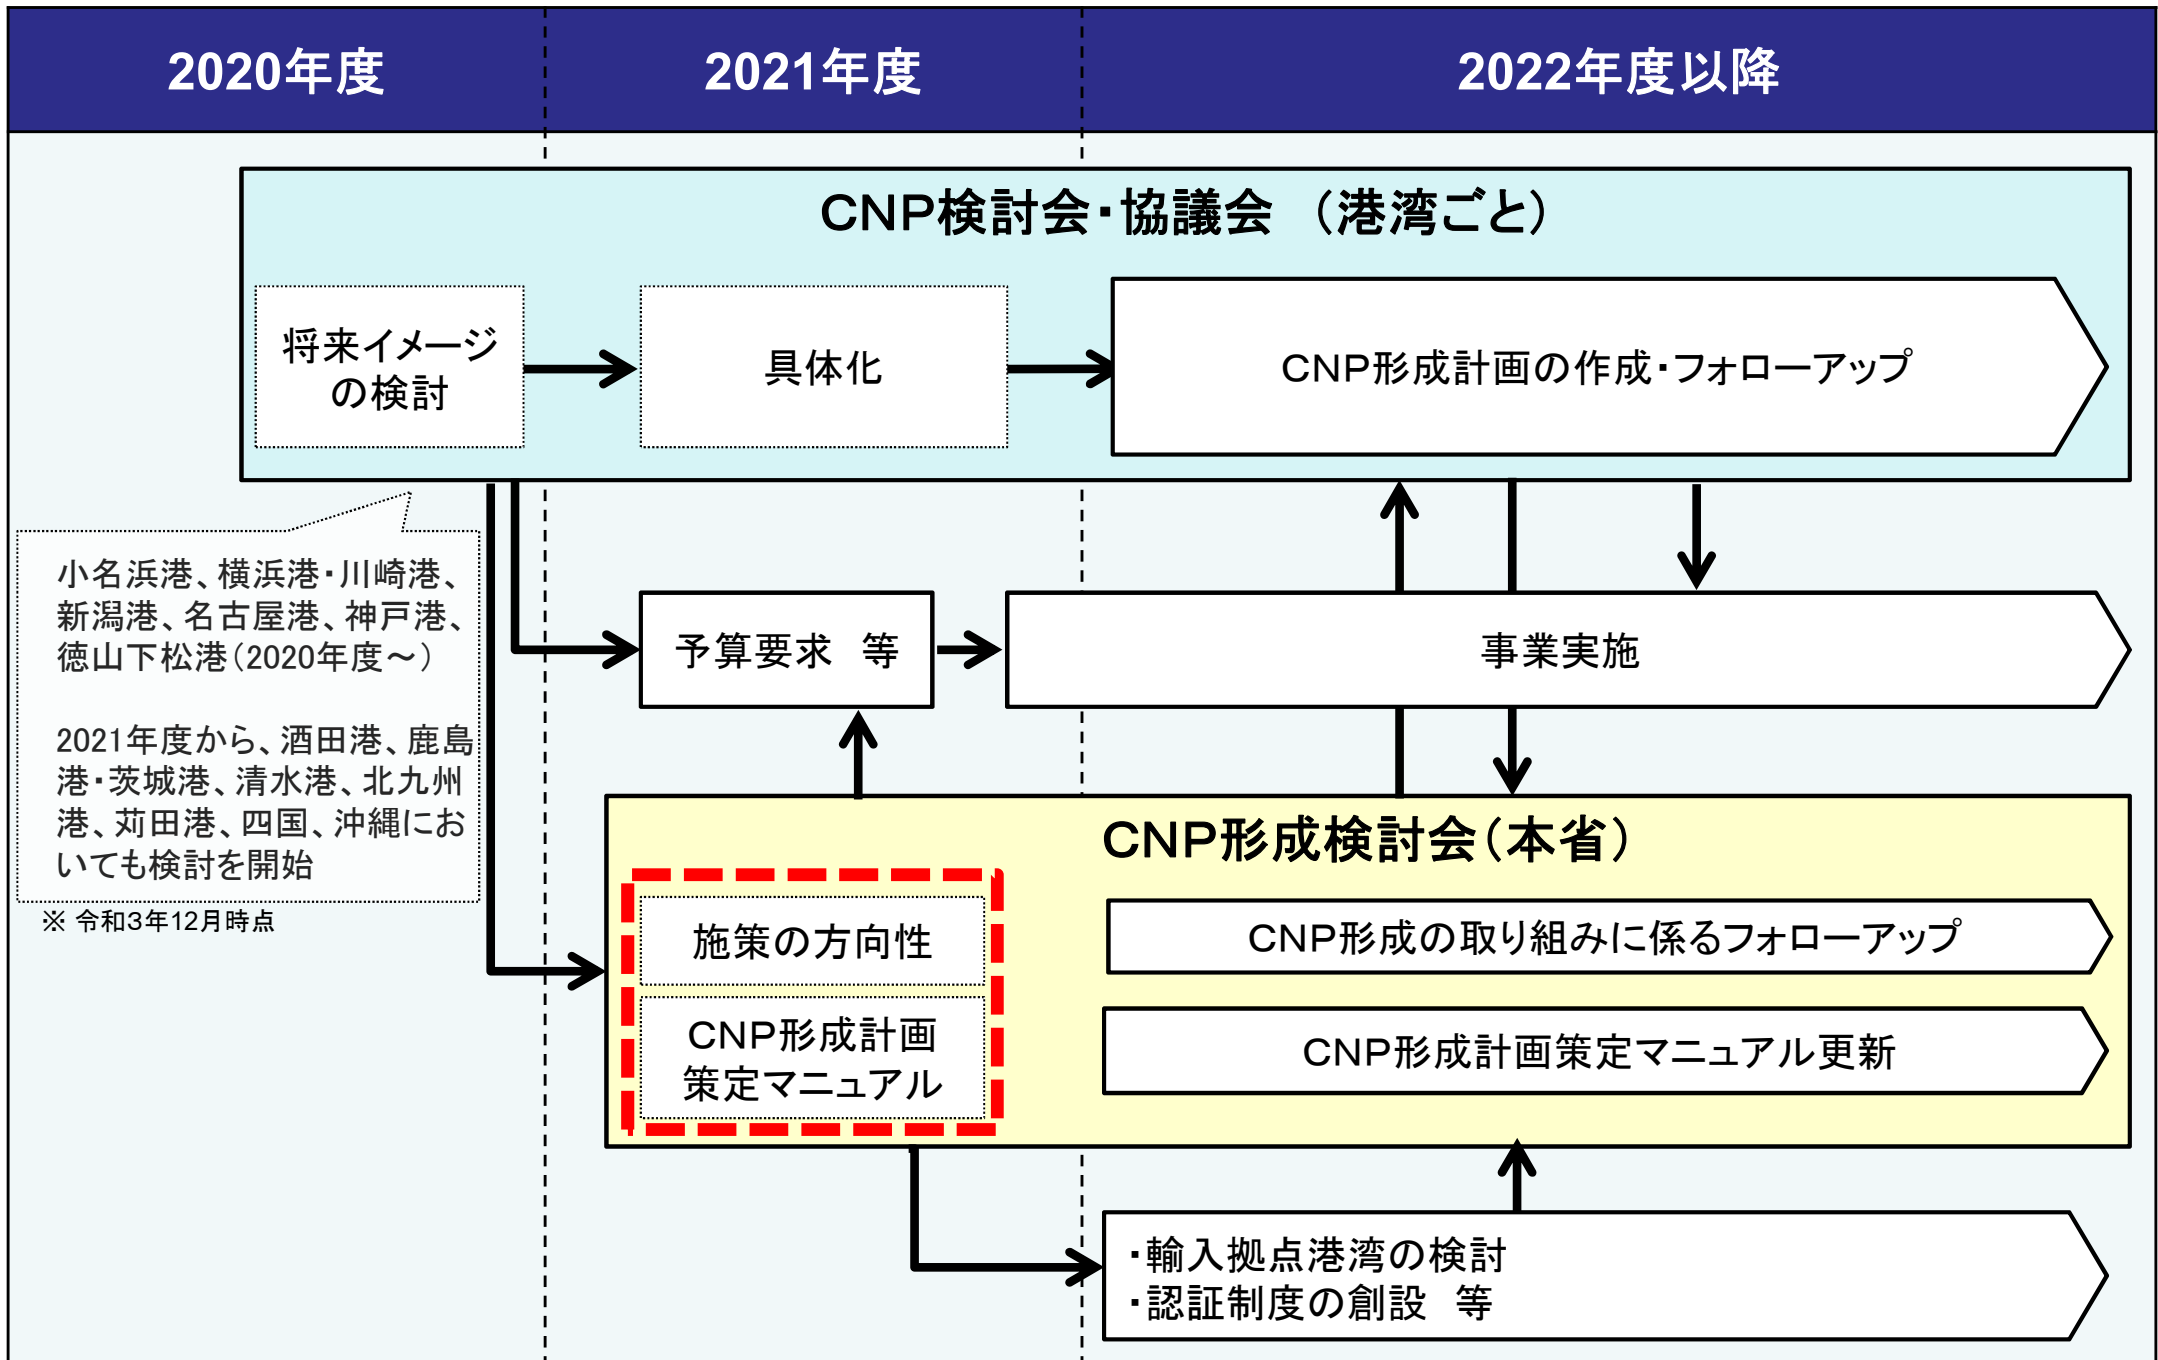 2020年度
2021年度
2022年度以降
CNP検討会・協議会　（港湾ごと）
将来イメージ
の検討
具体化
CNP形成計画の作成・フォローアップ
小名浜港、横浜港・川崎港、
新潟港、名古屋港、神戸港、
徳山下松港（2020年度～）
2021年度から、酒田港、鹿島
港・茨城港、清水港、北九州
港、苅田港、四国、沖縄にお
いても検討を開始
※ 令和3年12月時点
予算要求　等
事業実施
CNP形成検討会（本省）
施策の方向性
CNP形成計画
策定マニュアル
CNP形成の取り組みに係るフォローアップ
CNP形成計画策定マニュアル更新
・輸入拠点港湾の検討
・認証制度の創設　等